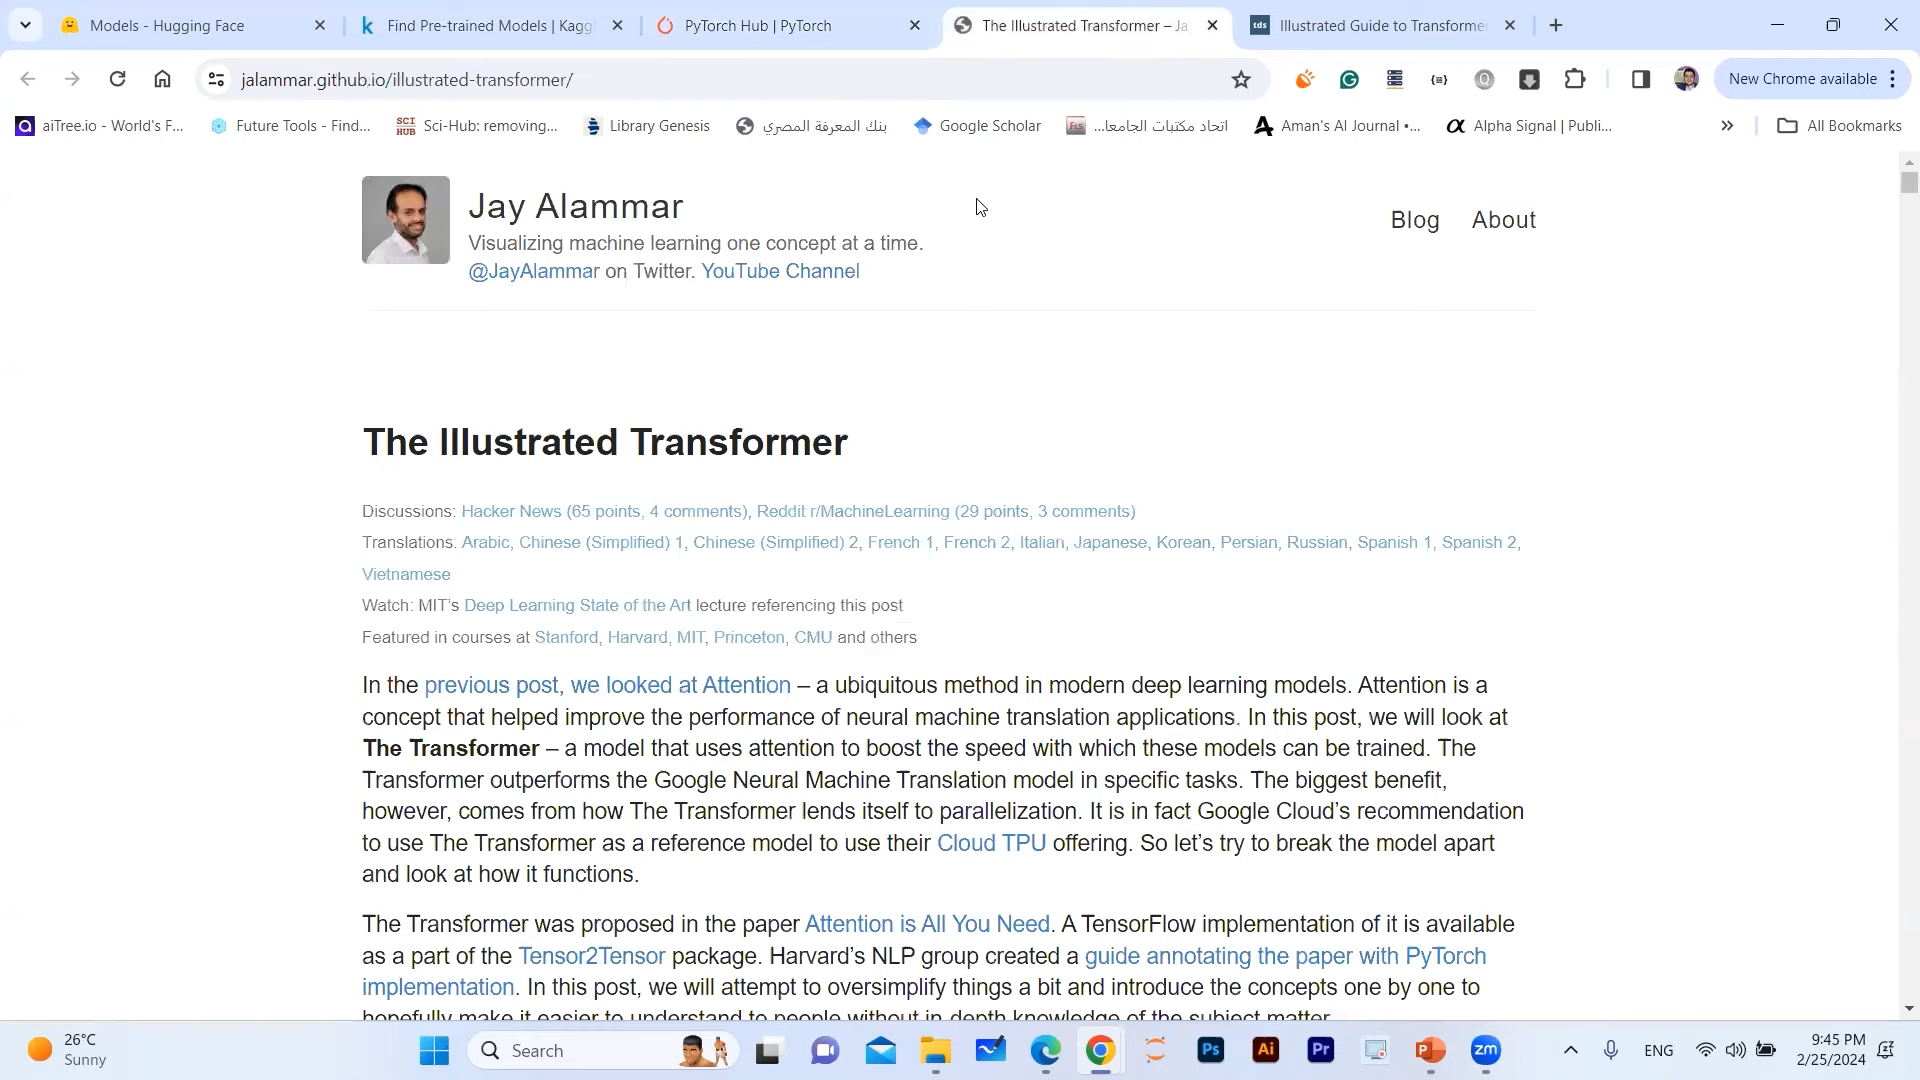 Models - Hugging Face
Find Pre-trained Models | Kagg
PyTorch Hub | PyTorch
The Illustrated Transformer – Ja
tds
Illustrated Guide to Transforme
jalammar.github.io/illustrated-transformer/
New Chrome available
aiTree.io - World's F...
Future Tools - Find...
SCI HUB
Sci-Hub: removing...
Library Genesis
بنك المعرفة المصري
Google Scholar
اتحاد مكتبات الجامعا...
Aman's AI Journal •...
Alpha Signal | Publi...
All Bookmarks
Jay Alammar
Visualizing machine learning one concept at a time.
@JayAlammar on Twitter. YouTube Channel
Blog
About
The Illustrated Transformer
Discussions: Hacker News (65 points, 4 comments), Reddit r/MachineLearning (29 points, 3 comments)
Translations: Arabic, Chinese (Simplified) 1, Chinese (Simplified) 2, French 1, French 2, Italian, Japanese, Korean, Persian, Russian, Spanish 1, Spanish 2,
Vietnamese
Watch: MIT's Deep Learning State of the Art lecture referencing this post
Featured in courses at Stanford, Harvard, MIT, Princeton, CMU and others
In the previous post, we looked at Attention – a ubiquitous method in modern deep learning models. Attention is a
concept that helped improve the performance of neural machine translation applications. In this post, we will look at
The Transformer – a model that uses attention to boost the speed with which these models can be trained. The
Transformer outperforms the Google Neural Machine Translation model in specific tasks. The biggest benefit,
however, comes from how The Transformer lends itself to parallelization. It is in fact Google Cloud's recommendation
to use The Transformer as a reference model to use their Cloud TPU offering. So let's try to break the model apart
and look at how it functions.
The Transformer was proposed in the paper Attention is All You Need. A TensorFlow implementation of it is available
as a part of the Tensor2Tensor package. Harvard's NLP group created a guide annotating the paper with PyTorch
implementation. In this post, we will attempt to oversimplify things a bit and introduce the concepts one by one to
hopefully make it easier to understand to people without in-depth knowledge of the subject matter.
26°C
Sunny
Search
Ps
Ai
Pr
zm
ENG
9:45 PM
2/25/2024